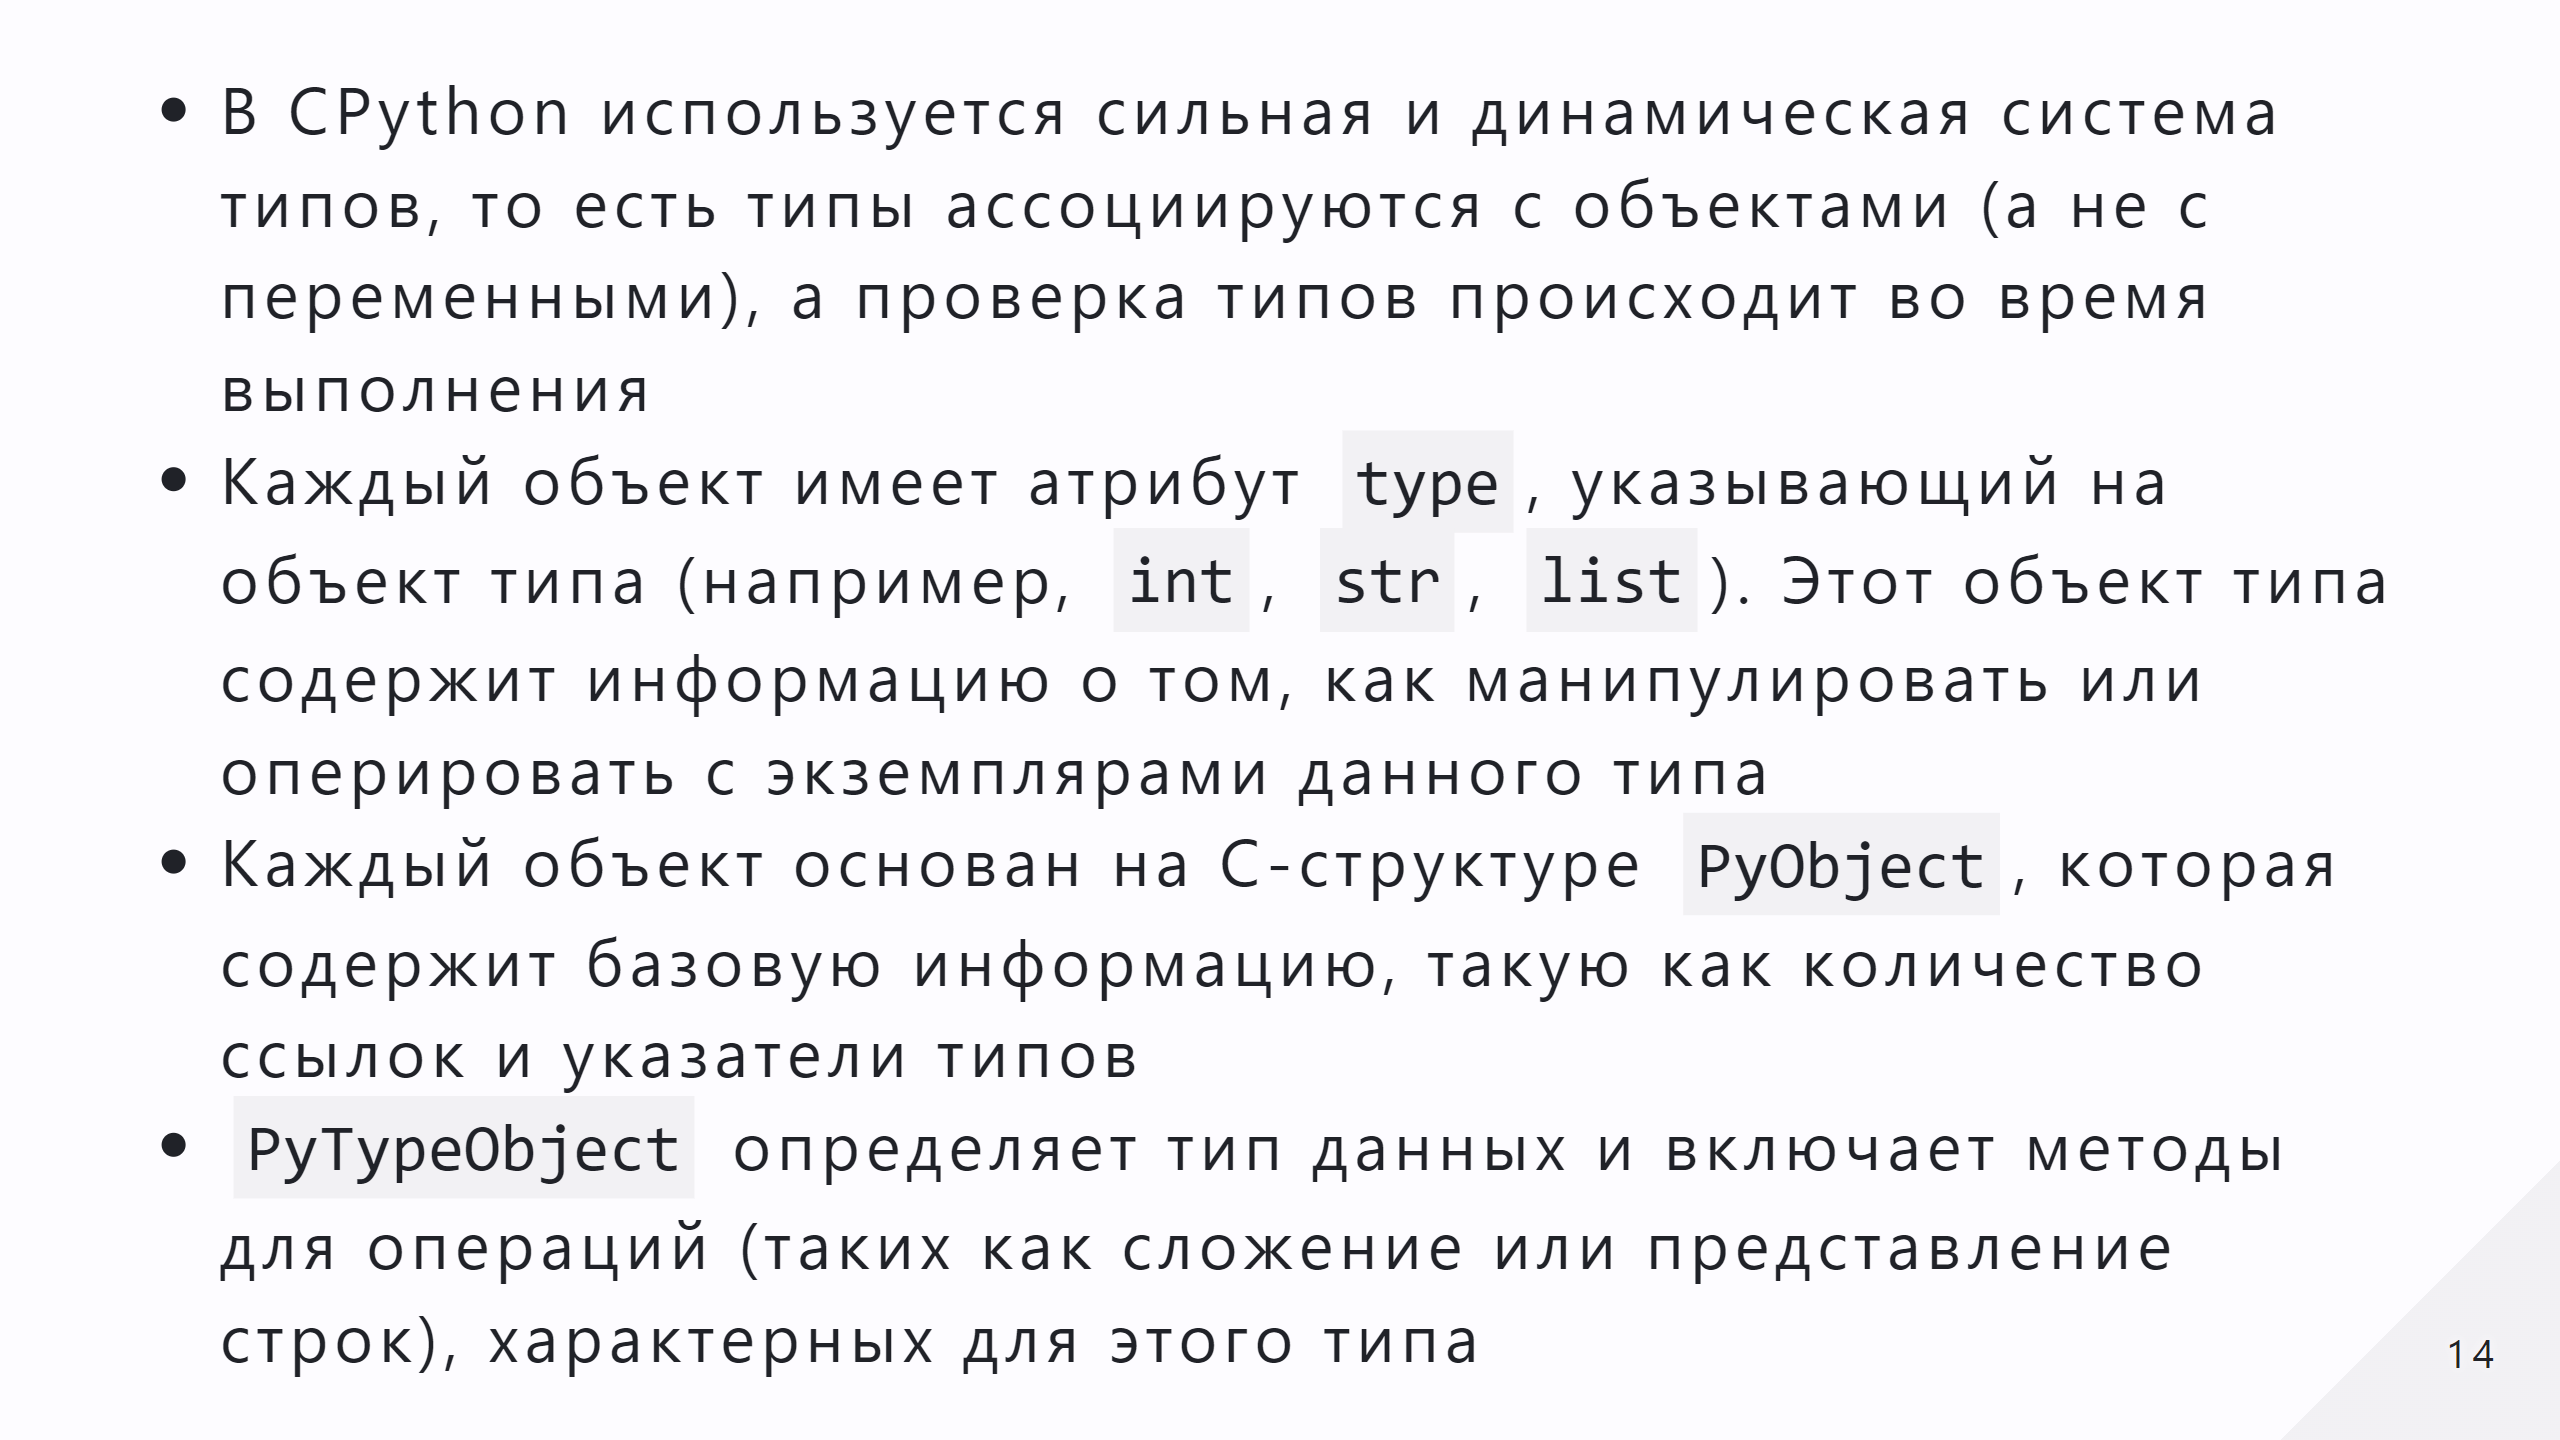 • В CPython используется сильная и динамическая система
типов, то есть типы ассоциируются с объектами (а не с
переменными), а проверка типов происходит во время
выполнения
• Каждый объект имеет атрибут type, указывающий на
объект типа (например, int, str, list). Этот объект типа
содержит информацию о том, как манипулировать или
оперировать с экземплярами данного типа
• Каждый объект основан на C-структуре PyObject, которая
содержит базовую информацию, такую как количество
ссылок и указатели типов
• PyTypeObject определяет тип данных и включает методы
для операций (таких как сложение или представление
строк), характерных для этого типа
14